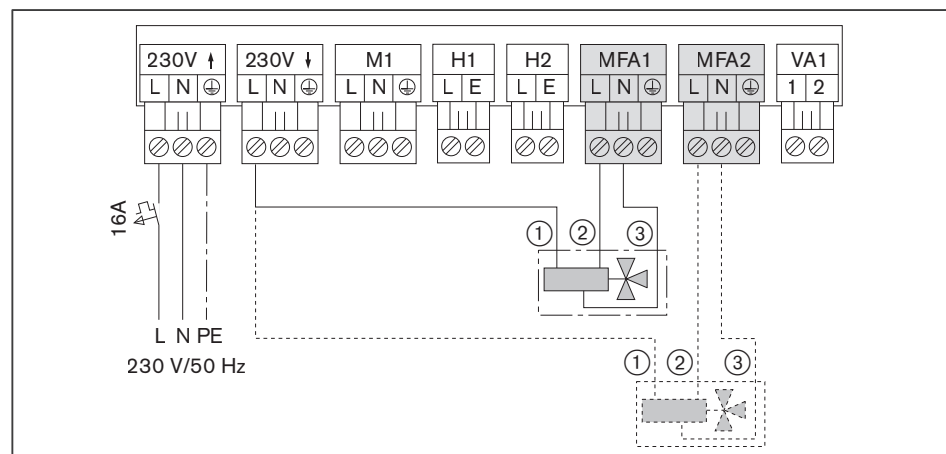 230V ↑ 230V ↓ M1 H1 H2 MFA1 MFA2 VA1
L N ⏚ L N ⏚ L N ⏚ L E L E L N ⏚ L N ⏚ 1 2
16A
① ② ③
L N PE
230 V/50 Hz
① ② ③